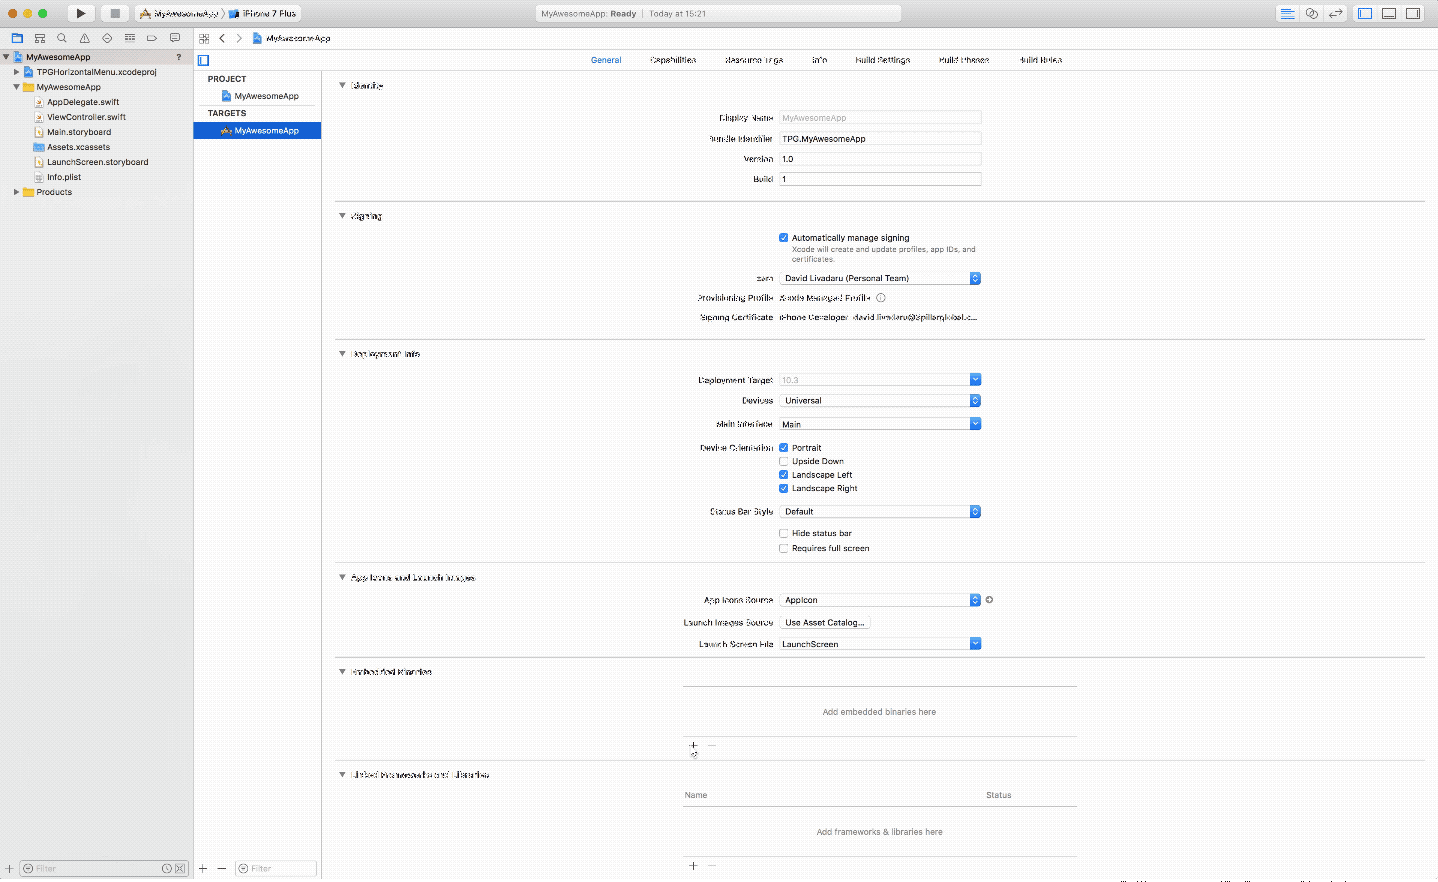 MyAwesomeApp iPhone 7 Plus
MyAwesomeApp: Ready Today at 15:21
MyAwesomeApp ?
TPGHorizontalMenu.xcodeproj
MyAwesomeApp
AppDelegate.swift
ViewController.swift
Main.storyboard
Assets.xcassets
LaunchScreen.storyboard
Info.plist
Products
Filter
MyAwesomeApp
General Capabilities Resource Tags Info Build Settings Build Phases Build Rules
PROJECT
MyAwesomeApp
TARGETS
MyAwesomeApp
Filter
Identity
Display Name MyAwesomeApp
Bundle Identifier TPG.MyAwesomeApp
Version 1.0
Build 1
Signing
Automatically manage signing
Xcode will create and update profiles, app IDs, and
certificates.
Team David Livadaru (Personal Team)
Provisioning Profile Xcode Managed Profile
Signing Certificate iPhone Developer: david.livadaru@3pillarglobal.c...
Deployment Info
Deployment Target 10.3
Devices Universal
Main Interface Main
Device Orientation Portrait
Upside Down
Landscape Left
Landscape Right
Status Bar Style Default
Hide status bar
Requires full screen
App Icons and Launch Images
App Icons Source AppIcon
Launch Images Source Use Asset Catalog...
Launch Screen File LaunchScreen
Embedded Binaries
Add embedded binaries here
Linked Frameworks and Libraries
Name Status
Add frameworks & libraries here